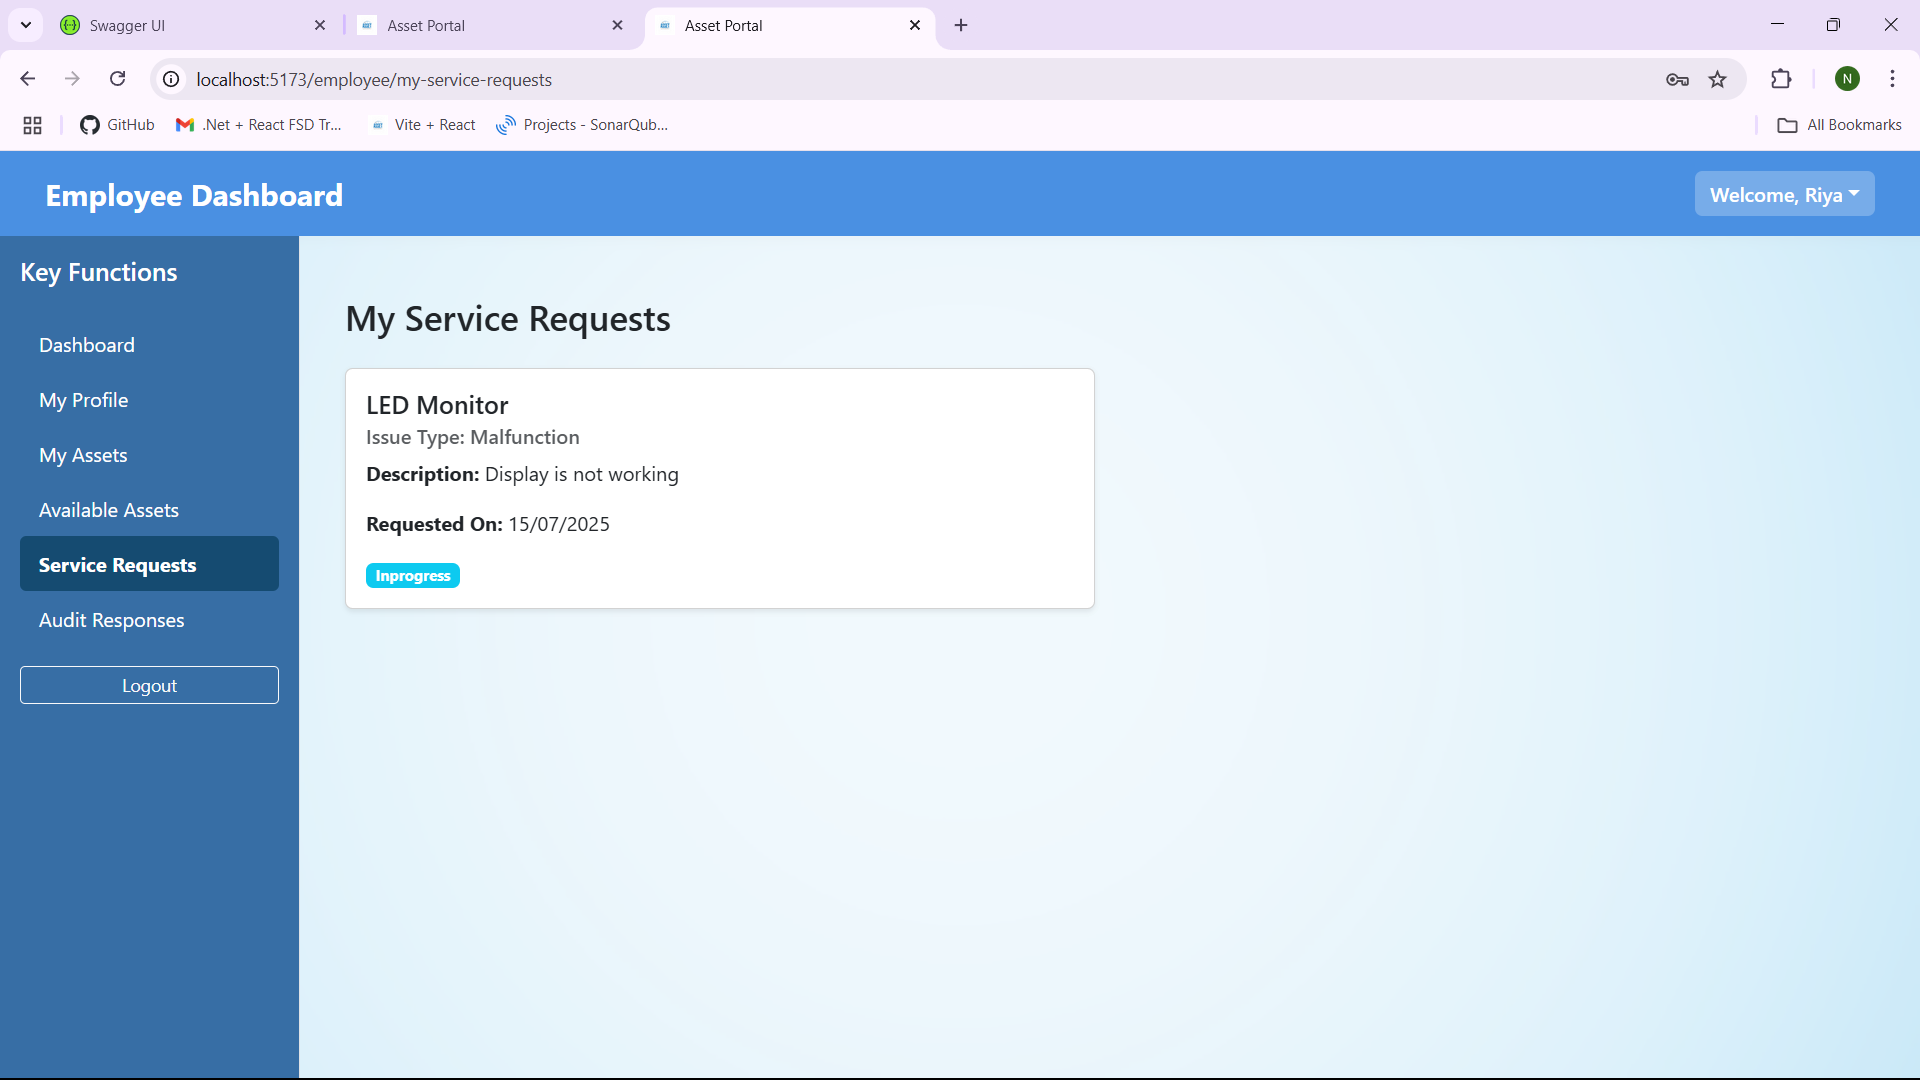 Swagger UI
Asset Portal
Asset Portal
localhost:5173/employee/my-service-requests
N
GitHub
.Net + React FSD Tr...
Vite + React
Projects - SonarQub...
All Bookmarks
Employee Dashboard
Welcome, Riya
Key Functions
Dashboard
My Profile
My Assets
Available Assets
Service Requests
Audit Responses
Logout
My Service Requests
LED Monitor
Issue Type: Malfunction
Description: Display is not working
Requested On: 15/07/2025
Inprogress